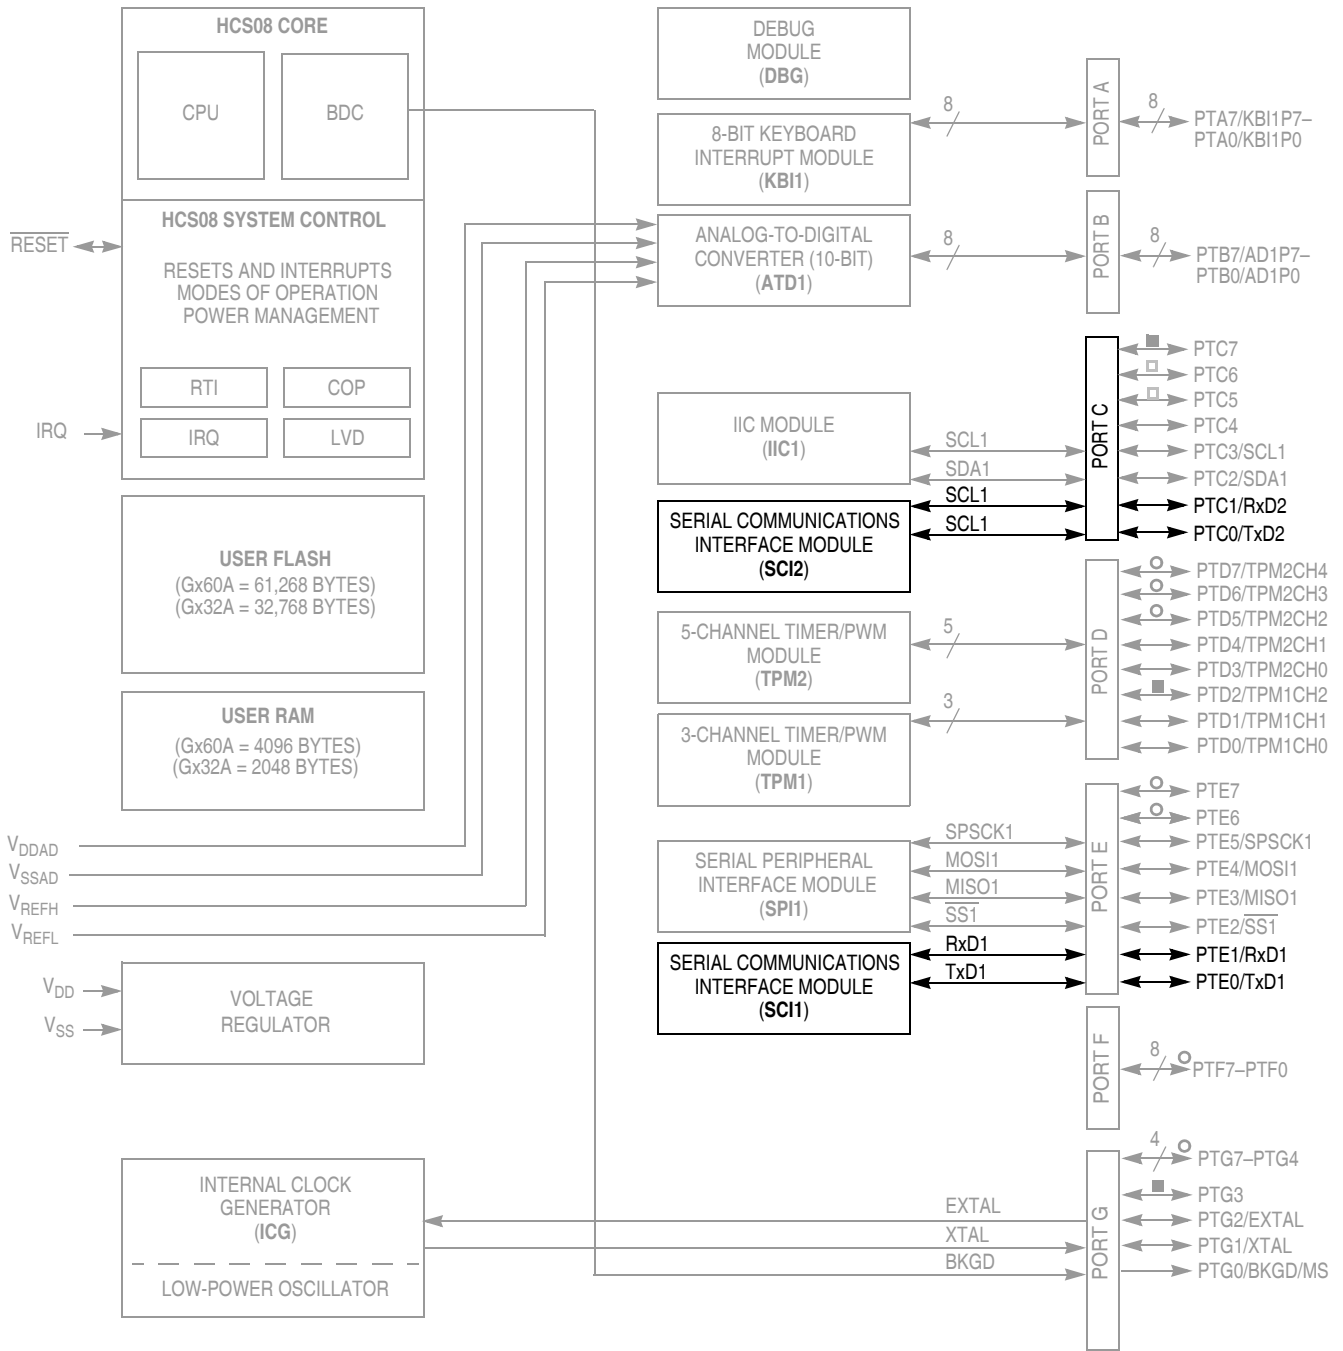 HCS08 CORE
CPU
BDC
HCS08 SYSTEM CONTROL
RESET
RESETS AND INTERRUPTS
MODES OF OPERATION
POWER MANAGEMENT
RTI
COP
IRQ
IRQ
LVD
USER FLASH
(Gx60A = 61,268 BYTES)
(Gx32A = 32,768 BYTES)
USER RAM
(Gx60A = 4096 BYTES)
(Gx32A = 2048 BYTES)
VDDAD
VSSAD
VREFH
VREFL
VDD
VSS
VOLTAGE
REGULATOR
INTERNAL CLOCK
GENERATOR
(ICG)
LOW-POWER OSCILLATOR
DEBUG
MODULE
(DBG)
8-BIT KEYBOARD
INTERRUPT MODULE
(KBI1)
8
PORT A
8
PTA7/KBI1P7–
PTA0/KBI1P0
ANALOG-TO-DIGITAL
CONVERTER (10-BIT)
(ATD1)
8
PORT B
8
PTB7/AD1P7–
PTB0/AD1P0
IIC MODULE
(IIC1)
SCL1
SDA1
SERIAL COMMUNICATIONS
INTERFACE MODULE
(SCI2)
SCL1
SCL1
PORT C
PTC7
PTC6
PTC5
PTC4
PTC3/SCL1
PTC2/SDA1
PTC1/RxD2
PTC0/TxD2
5-CHANNEL TIMER/PWM
MODULE
(TPM2)
5
3-CHANNEL TIMER/PWM
MODULE
(TPM1)
3
PORT D
PTD7/TPM2CH4
PTD6/TPM2CH3
PTD5/TPM2CH2
PTD4/TPM2CH1
PTD3/TPM2CH0
PTD2/TPM1CH2
PTD1/TPM1CH1
PTD0/TPM1CH0
SERIAL PERIPHERAL
INTERFACE MODULE
(SPI1)
SPSCK1
MOSI1
MISO1
SS1
SERIAL COMMUNICATIONS
INTERFACE MODULE
(SCI1)
RxD1
TxD1
PORT E
PTE7
PTE6
PTE5/SPSCK1
PTE4/MOSI1
PTE3/MISO1
PTE2/SS1
PTE1/RxD1
PTE0/TxD1
PORT F
8
PTF7–PTF0
EXTAL
XTAL
BKGD
PORT G
4
PTG7–PTG4
PTG3
PTG2/EXTAL
PTG1/XTAL
PTG0/BKGD/MS